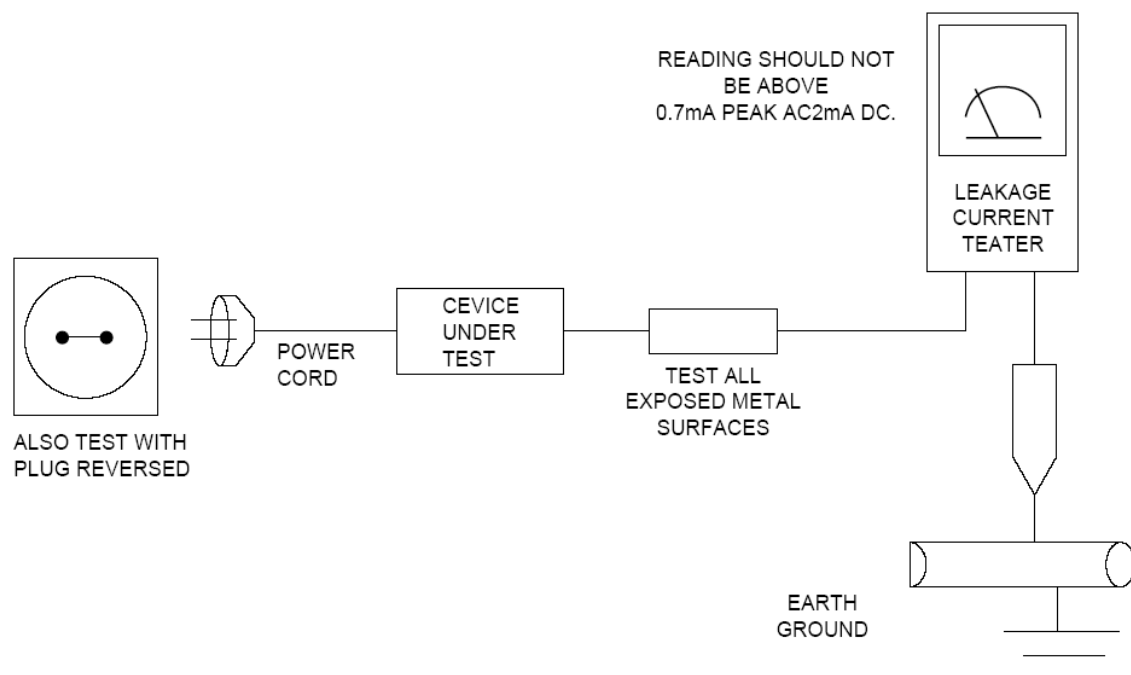 READING SHOULD NOT
BE ABOVE
0.7mA PEAK AC2mA DC.
LEAKAGE
CURRENT
TEATER
CEVICE
UNDER
TEST
POWER
CORD
TEST ALL
EXPOSED METAL
SURFACES
ALSO TEST WITH
PLUG REVERSED
EARTH
GROUND